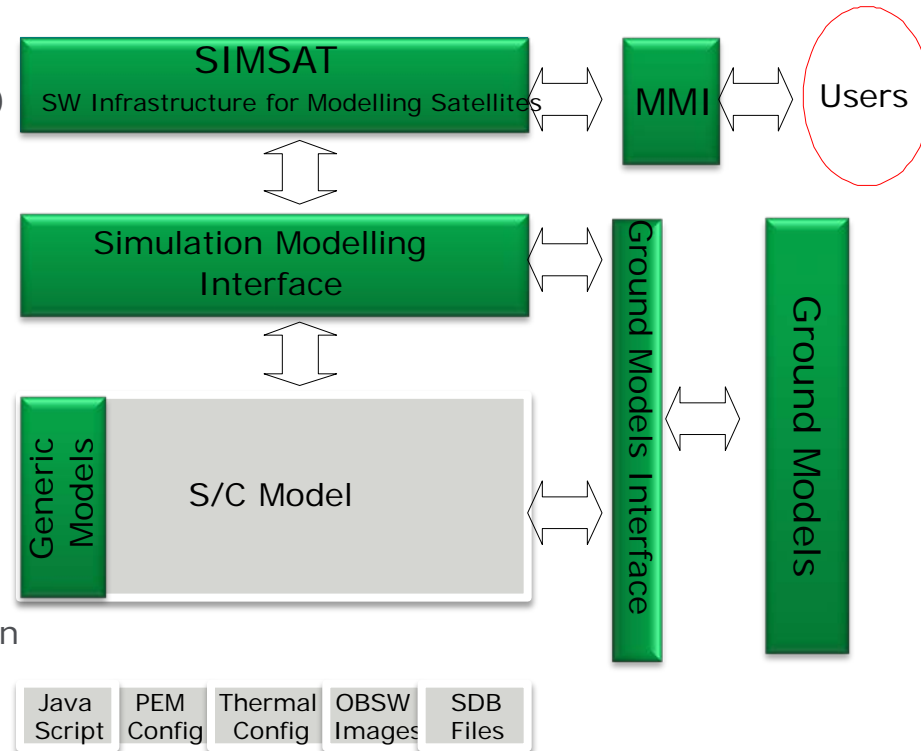 SIMSAT
)
SW Infrastructure for Modelling Satellites
MMI
Users
Simulation Modelling
Interface
Ground Models Interface
Ground Models
Generic
Models
S/C Model
n
Java
Script
PEM
Config
Thermal
Config
OBSW
Images
SDB
Files